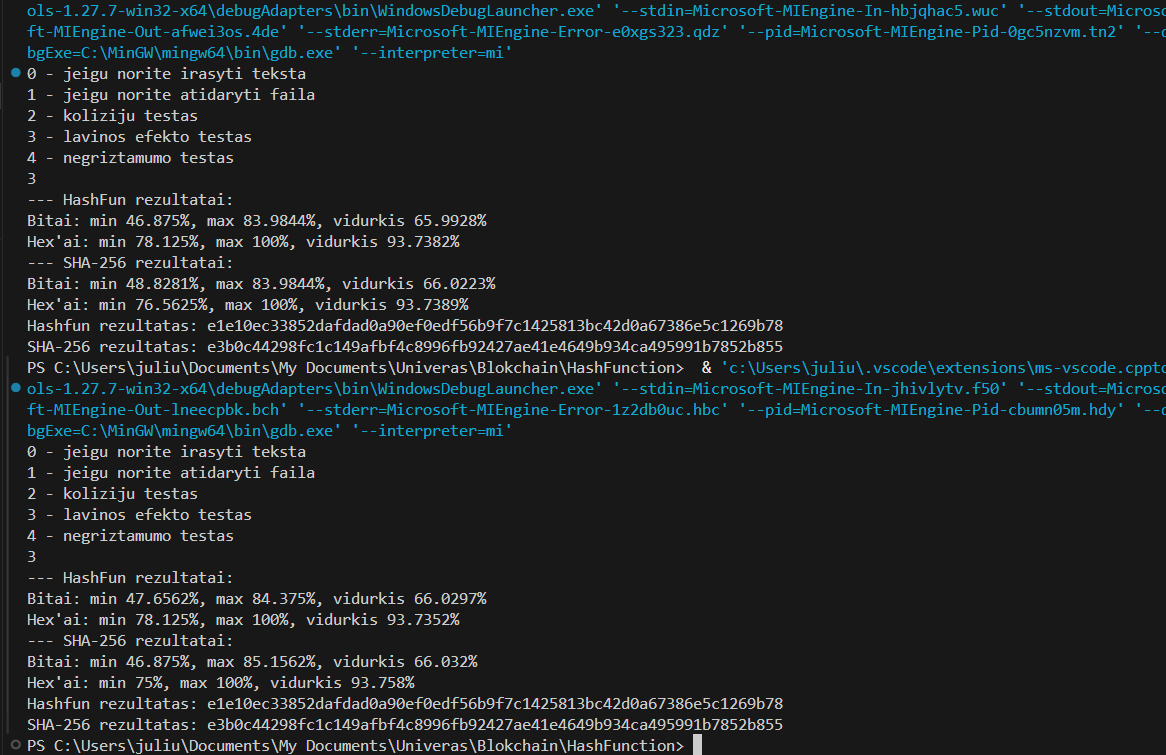 ols-1.27.7-win32-x64\debugAdapters\bin\WindowsDebugLauncher.exe' '--stdin=Microsoft-MIEngine-In-hbjqhac5.wuc' '--stdout=Microso
ft-MIEngine-Out-afwei3os.4de' '--stderr=Microsoft-MIEngine-Error-e0xgs323.qdz' '--pid=Microsoft-MIEngine-Pid-0gc5nzvm.tn2' '--d
bgExe=C:\MinGW\mingw64\bin\gdb.exe' '--interpreter=mi'
0 - jeigu norite irasyti teksta
1 - jeigu norite atidaryti faila
2 - koliziju testas
3 - lavinos efekto testas
4 - negriztamumo testas
3
--- HashFun rezultatai:
Bitai: min 46.875%, max 83.9844%, vidurkis 65.9928%
Hex'ai: min 78.125%, max 100%, vidurkis 93.7382%
--- SHA-256 rezultatai:
Bitai: min 48.8281%, max 83.9844%, vidurkis 66.0223%
Hex'ai: min 76.5625%, max 100%, vidurkis 93.7389%
Hashfun rezultatas: e1e10ec33852dafdad0a90ef0edf56b9f7c1425813bc42d0a67386e5c1269b78
SHA-256 rezultatas: e3b0c44298fc1c149afbf4c8996fb92427ae41e4649b934ca495991b7852b855
PS C:\Users\juliu\Documents\My Documents\Univeras\Blokchain\HashFunction>  & 'c:\Users\juliu\.vscode\extensions\ms-vscode.cppto
ols-1.27.7-win32-x64\debugAdapters\bin\WindowsDebugLauncher.exe' '--stdin=Microsoft-MIEngine-In-jhivlytv.f50' '--stdout=Microso
ft-MIEngine-Out-lneecpbk.bch' '--stderr=Microsoft-MIEngine-Error-1z2db0uc.hbc' '--pid=Microsoft-MIEngine-Pid-cbumn05m.hdy' '--d
bgExe=C:\MinGW\mingw64\bin\gdb.exe' '--interpreter=mi'
0 - jeigu norite irasyti teksta
1 - jeigu norite atidaryti faila
2 - koliziju testas
3 - lavinos efekto testas
4 - negriztamumo testas
3
--- HashFun rezultatai:
Bitai: min 47.6562%, max 84.375%, vidurkis 66.0297%
Hex'ai: min 78.125%, max 100%, vidurkis 93.7352%
--- SHA-256 rezultatai:
Bitai: min 46.875%, max 85.1562%, vidurkis 66.032%
Hex'ai: min 75%, max 100%, vidurkis 93.758%
Hashfun rezultatas: e1e10ec33852dafdad0a90ef0edf56b9f7c1425813bc42d0a67386e5c1269b78
SHA-256 rezultatas: e3b0c44298fc1c149afbf4c8996fb92427ae41e4649b934ca495991b7852b855
PS C:\Users\juliu\Documents\My Documents\Univeras\Blokchain\HashFunction>